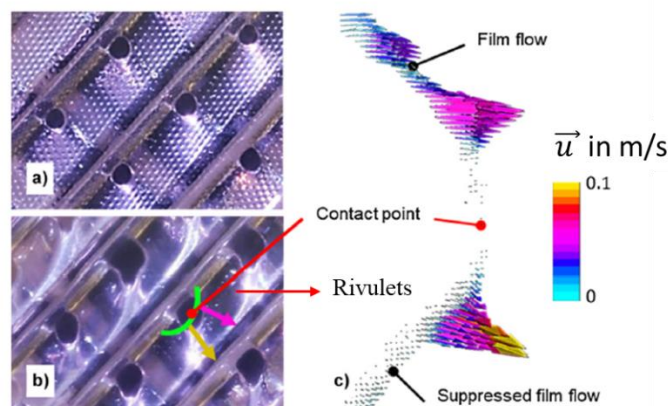 a)
Film flow
u⃗ in m/s
0.1
Contact point
Rivulets
0
b)
c)
Suppressed film flow